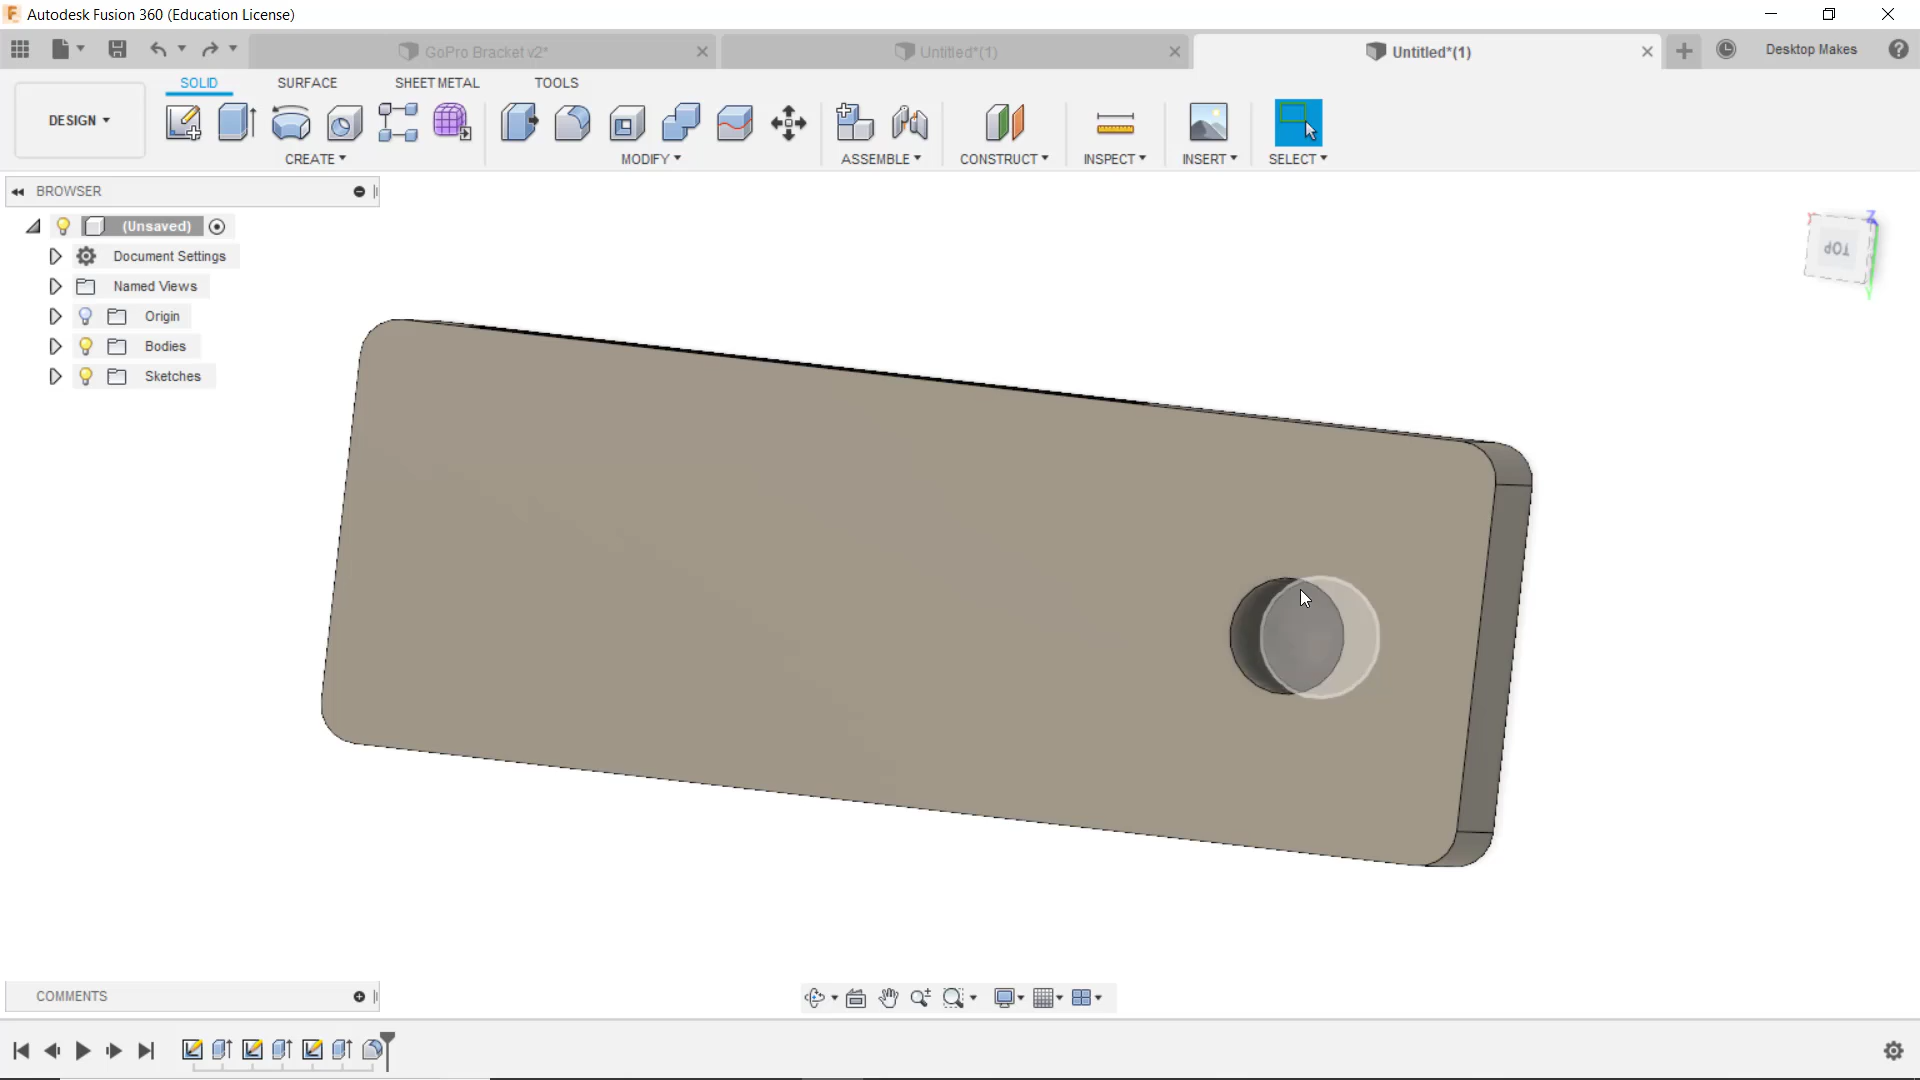 Autodesk Fusion 360 (Education License)
GoPro Bracket v2*
Untitled*(1)
Untitled*(1)
Desktop Makes
SOLID
SURFACE
SHEET METAL
TOOLS
DESIGN
CREATE
MODIFY
ASSEMBLE
CONSTRUCT
INSPECT
INSERT
SELECT
BROWSER
(Unsaved)
Document Settings
Named Views
Origin
Bodies
Sketches
Z
TOP
COMMENTS